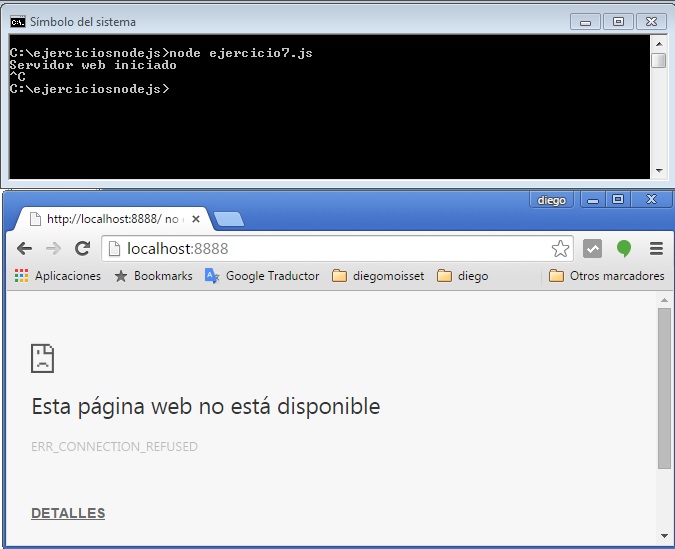 Símbolo del sistema
C:\ejerciciosnodejs>node ejercicio7.js
Servidor web iniciado
^C
C:\ejerciciosnodejs>
diego
http://localhost:8888/ no
localhost:8888
Aplicaciones Bookmarks Google Traductor diegomoisset diego Otros marcadores
Esta página web no está disponible
ERR_CONNECTION_REFUSED
DETALLES